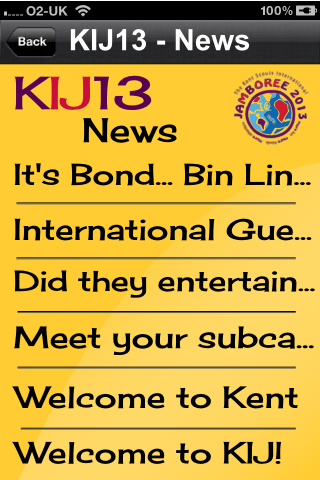 O2-UK 100%
Back KIJ13 - News
KIJ13
The Kent Scouts International
JAMBOREE 2013
News
It's Bond... Bin Lin...
International Gue...
Did they entertain...
Meet your subca...
Welcome to Kent
Welcome to KIJ!